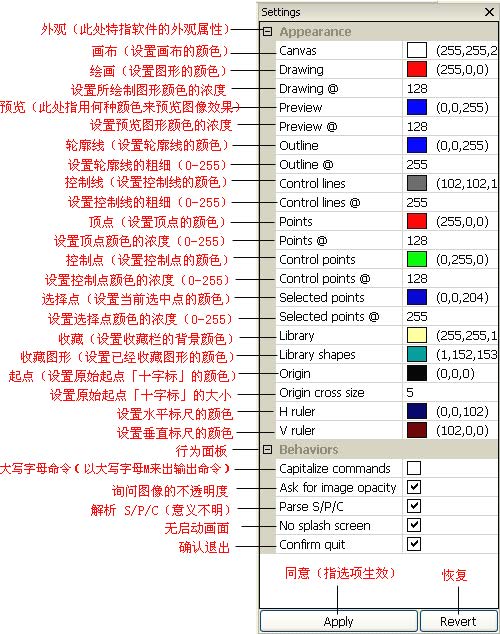 Settings
外观（此处特指软件的外观属性） Appearance
画布（设置画布的颜色） Canvas (255,255,2
绘画（设置图形的颜色） Drawing (255,0,0)
设置所绘制图形颜色的浓度 Drawing @ 128
预览（此处指用何种颜色来预览图像效果） Preview (0,0,255)
设置预览图形颜色的浓度 Preview @ 128
轮廓线（设置轮廓线的颜色） Outline (0,0,255)
设置轮廓线的粗细（0-255） Outline @ 255
控制线（设置控制线的颜色） Control lines (102,102,1
设置控制线的粗细（0-255） Control lines @ 255
顶点（设置顶点的颜色） Points (255,0,0)
设置顶点颜色的浓度（0-255） Points @ 128
控制点（设置控制点的颜色） Control points (0,255,0)
设置控制点颜色的浓度（0-255） Control points @ 128
选择点（设置当前选中点的颜色） Selected points (0,0,204)
设置选择点颜色的浓度（0-255） Selected points @ 255
收藏（设置收藏栏的背景颜色） Library (255,255,1
收藏图形（设置已经收藏图形的颜色） Library shapes (1,152,153
起点（设置原始起点「十字标」的颜色） Origin (0,0,0)
设置原始起点「十字标」的大小 Origin cross size 5
设置水平标尺的颜色 H ruler (0,0,102)
设置垂直标尺的颜色 V ruler (102,0,0)
行为面板 Behaviors
大写字母命令（以大写字母M来出输出命令） Capitalize commands
询问图像的不透明度 Ask for image opacity
解析 S/P/C（意义不明） Parse S/P/C
无启动画面 No splash screen
确认退出 Confirm quit
同意（指选项生效） 恢复
Apply Revert